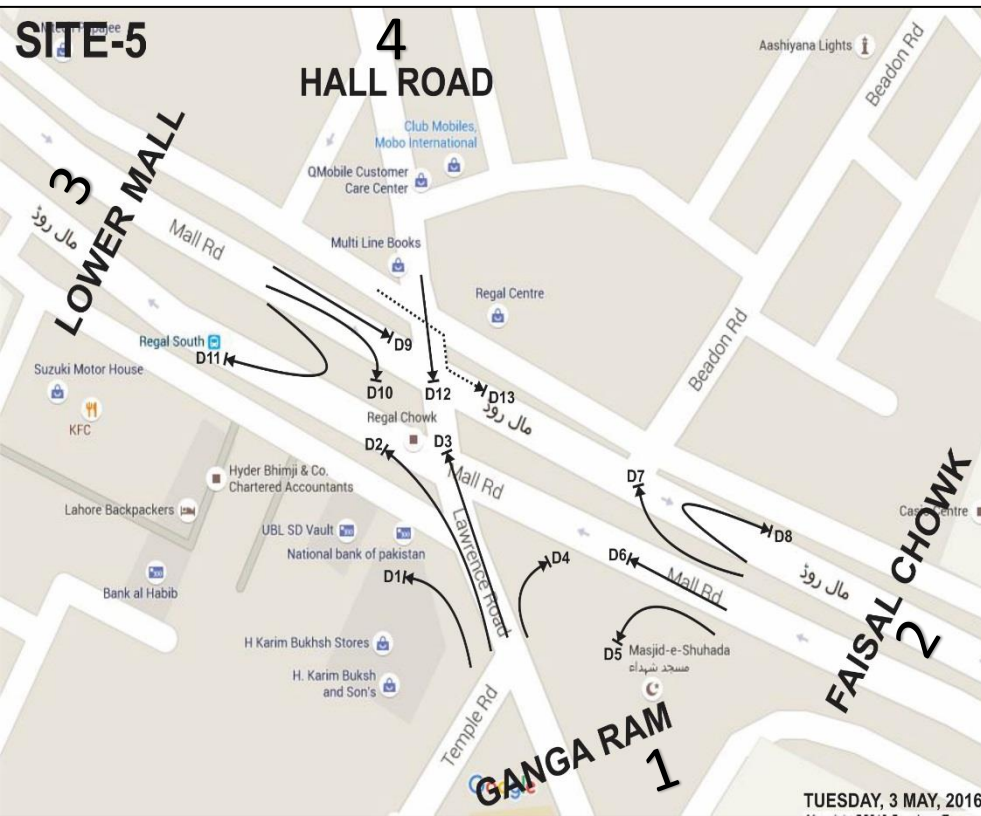 SITE-5
4
HALL ROAD
Aashiyana Lights
Beadon Rd
Club Mobiles,
Mobo International
QMobile Customer
Care Center
3
LOWER MALL
مال روڈ
Mall Rd
Multi Line Books
Regal Centre
Regal South
D11
D9
D10
D12
D13
مال روڈ
Beadon Rd
Suzuki Motor House
KFC
Regal Chowk
D2
D3
Mall Rd
Hyder Bhimji & Co.
Chartered Accountants
Lahore Backpackers
UBL SD Vault
National bank of pakistan
Lawrence Road
D7
D8
D1
D4
D6
Mall Rd
مال روڈ
Centre
FAISAL CHOWK
2
Bank al Habib
H Karim Bukhsh Stores
H. Karim Buksh
and Son's
D5
Masjid-e-Shuhada
مسجد شہداء
Temple Rd
GANGA RAM
1
Google
TUESDAY, 3 MAY, 2016